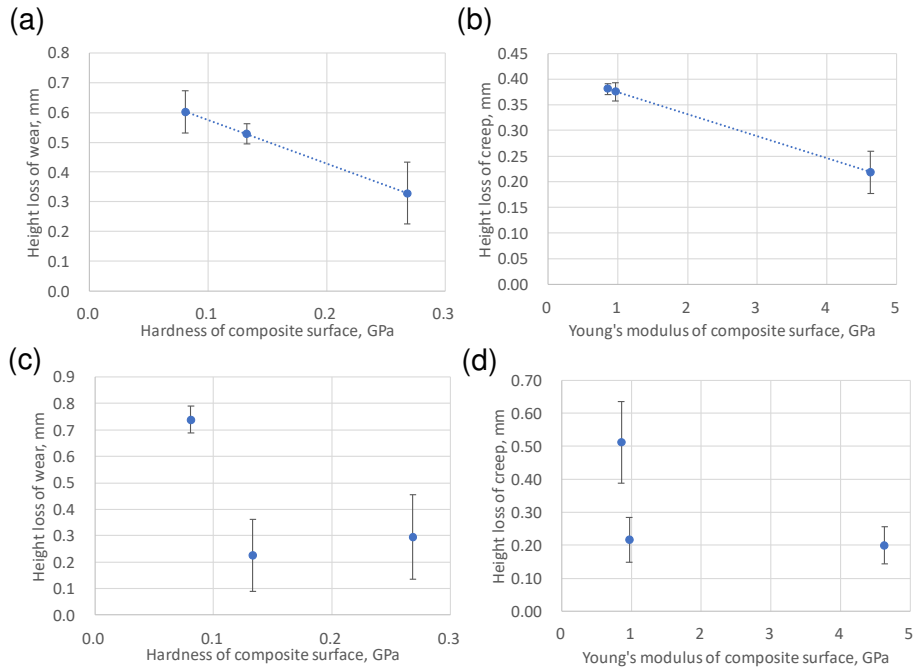 (a)
0.8
0.7
0.6
0.5
0.4
0.3
0.2
0.1
0.0
Height loss of wear, mm
0.0 0.1 0.2 0.3
Hardness of composite surface, GPa
(b)
0.45
0.40
0.35
0.30
0.25
0.20
0.15
0.10
0.05
0.00
Height loss of creep, mm
0 1 2 3 4 5
Young's modulus of composite surface, GPa
(c)
0.9
0.8
0.7
0.6
0.5
0.4
0.3
0.2
0.1
0.0
Height loss of wear, mm
0.0 0.1 0.2 0.3
Hardness of composite surface, GPa
(d)
0.70
0.60
0.50
0.40
0.30
0.20
0.10
0.00
Height loss of creep, mm
0 1 2 3 4 5
Young's modulus of composite surface, GPa